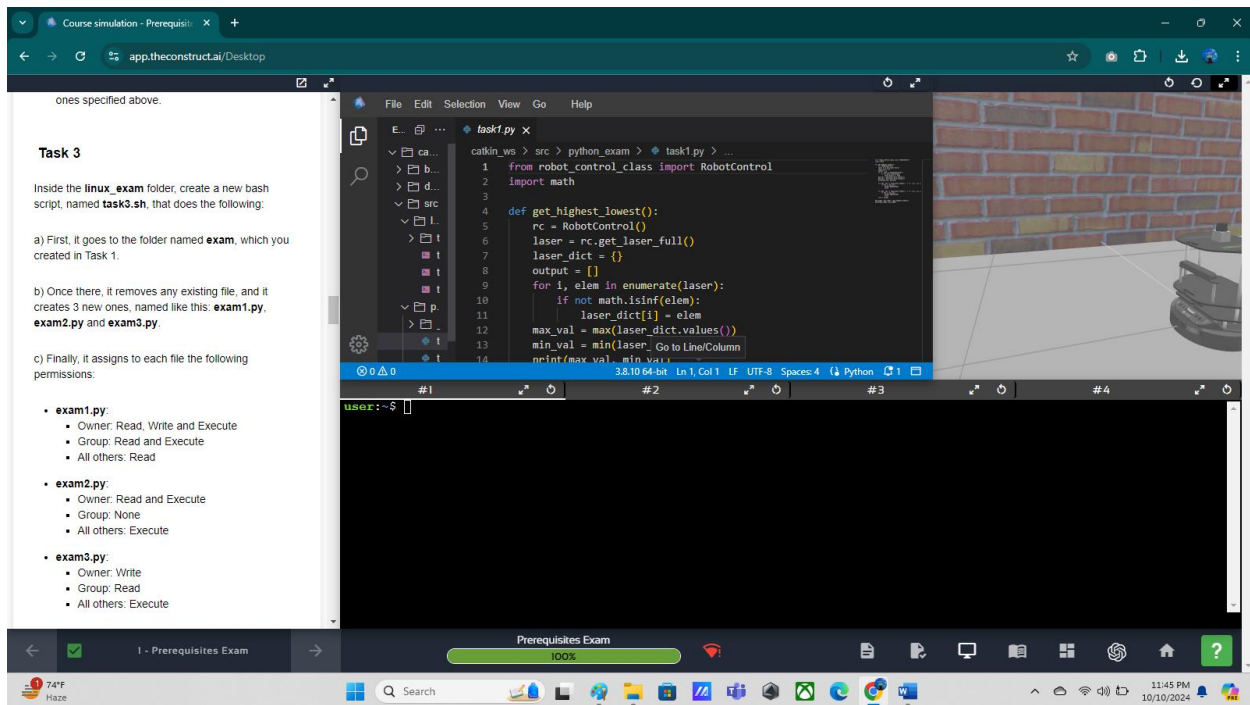 Course simulation - Prerequisite
app.theconstruct.ai/Desktop
ones specified above.
Task 3
Inside the linux_exam folder, create a new bash
script, named task3.sh, that does the following:
a) First, it goes to the folder named exam, which you
created in Task 1.
b) Once there, it removes any existing file, and it
creates 3 new ones, named like this: exam1.py,
exam2.py and exam3.py.
c) Finally, it assigns to each file the following
permissions:
• exam1.py:
▪ Owner: Read, Write and Execute
▪ Group: Read and Execute
▪ All others: Read
• exam2.py:
▪ Owner: Read and Execute
▪ Group: None
▪ All others: Execute
• exam3.py:
▪ Owner: Write
▪ Group: Read
▪ All others: Execute
File Edit Selection View Go Help
E... ···
ca...
b...
d...
src
l..
t
t
t
t
p.
_
t
t
task1.py
catkin_ws > src > python_exam > task1.py > ...
1 from robot_control_class import RobotControl
2 import math
3
4 def get_highest_lowest():
5 rc = RobotControl()
6 laser = rc.get_laser_full()
7 laser_dict = {}
8 output = []
9 for i, elem in enumerate(laser):
10 if not math.isinf(elem):
11 laser_dict[i] = elem
12 max_val = max(laser_dict.values())
13 min_val = min(laser_
Go to Line/Column
14 print(max_val, min_val)
0 0 3.8.10 64-bit Ln 1, Col 1 LF UTF-8 Spaces: 4 Python 1
#1 #2 #3 #4
user:~$
1 - Prerequisites Exam
Prerequisites Exam
100%
?
1
74°F
Haze
Search
11:45 PM
10/10/2024
PRE